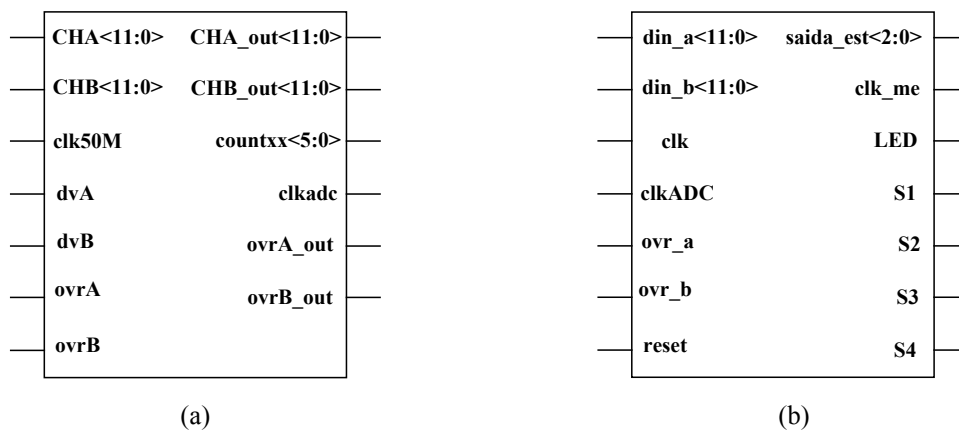 CHA<11:0> CHA_out<11:0>
CHB<11:0> CHB_out<11:0>
clk50M countxx<5:0>
dvA clkadc
dvB ovrA_out
ovrA ovrB_out
ovrB
(a)
din_a<11:0> saida_est<2:0>
din_b<11:0> clk_me
clk LED
clkADC S1
ovr_a S2
ovr_b S3
reset S4
(b)